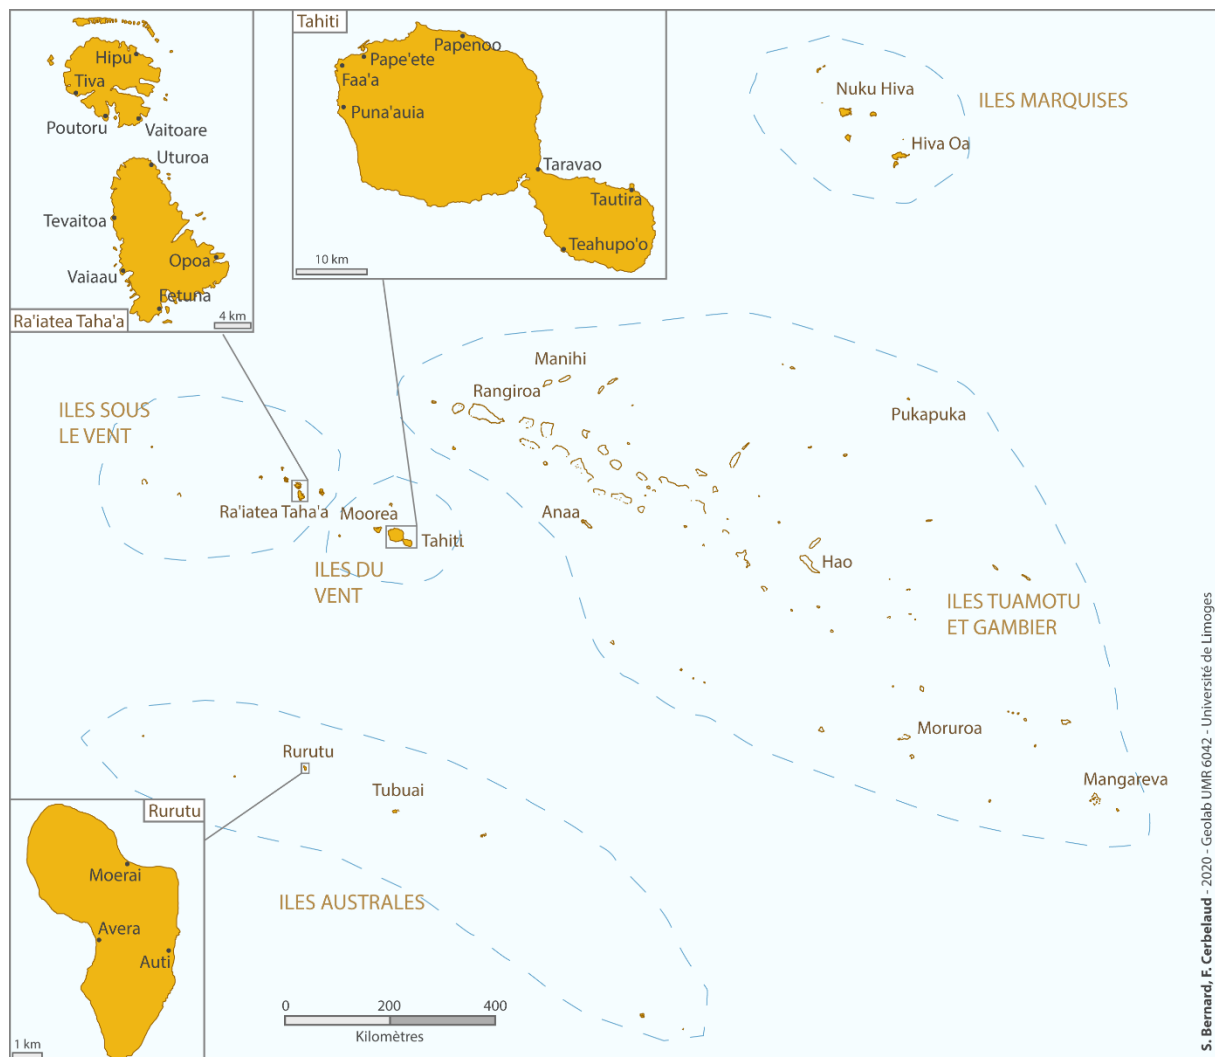 Hipu
Tiva
Poutoru
Vaitoare
Uturoa
Tevaitoa
Opoa
Vaiaau
Fetuna
Ra'iatea Taha'a
4 km
Tahiti
Papenoo
Pape'ete
Faa'a
Puna'auia
Taravao
Tautira
Teahupo'o
10 km
Nuku Hiva
ILES MARQUISES
Hiva Oa
Manihi
Rangiroa
Pukapuka
ILES SOUS
LE VENT
Ra'iatea Taha'a
Moorea
Tahiti
Anaa
Hao
ILES DU
VENT
ILES TUAMOTU
ET GAMBIER
Moruroa
Mangareva
Rurutu
Tubuai
ILES AUSTRALES
Rurutu
Moerai
Avera
Auti
1 km
0
200
400
Kilomètres
S. Bernard, F. Cerbelaud - 2020 - Geolab UMR 6042 - Université de Limoges